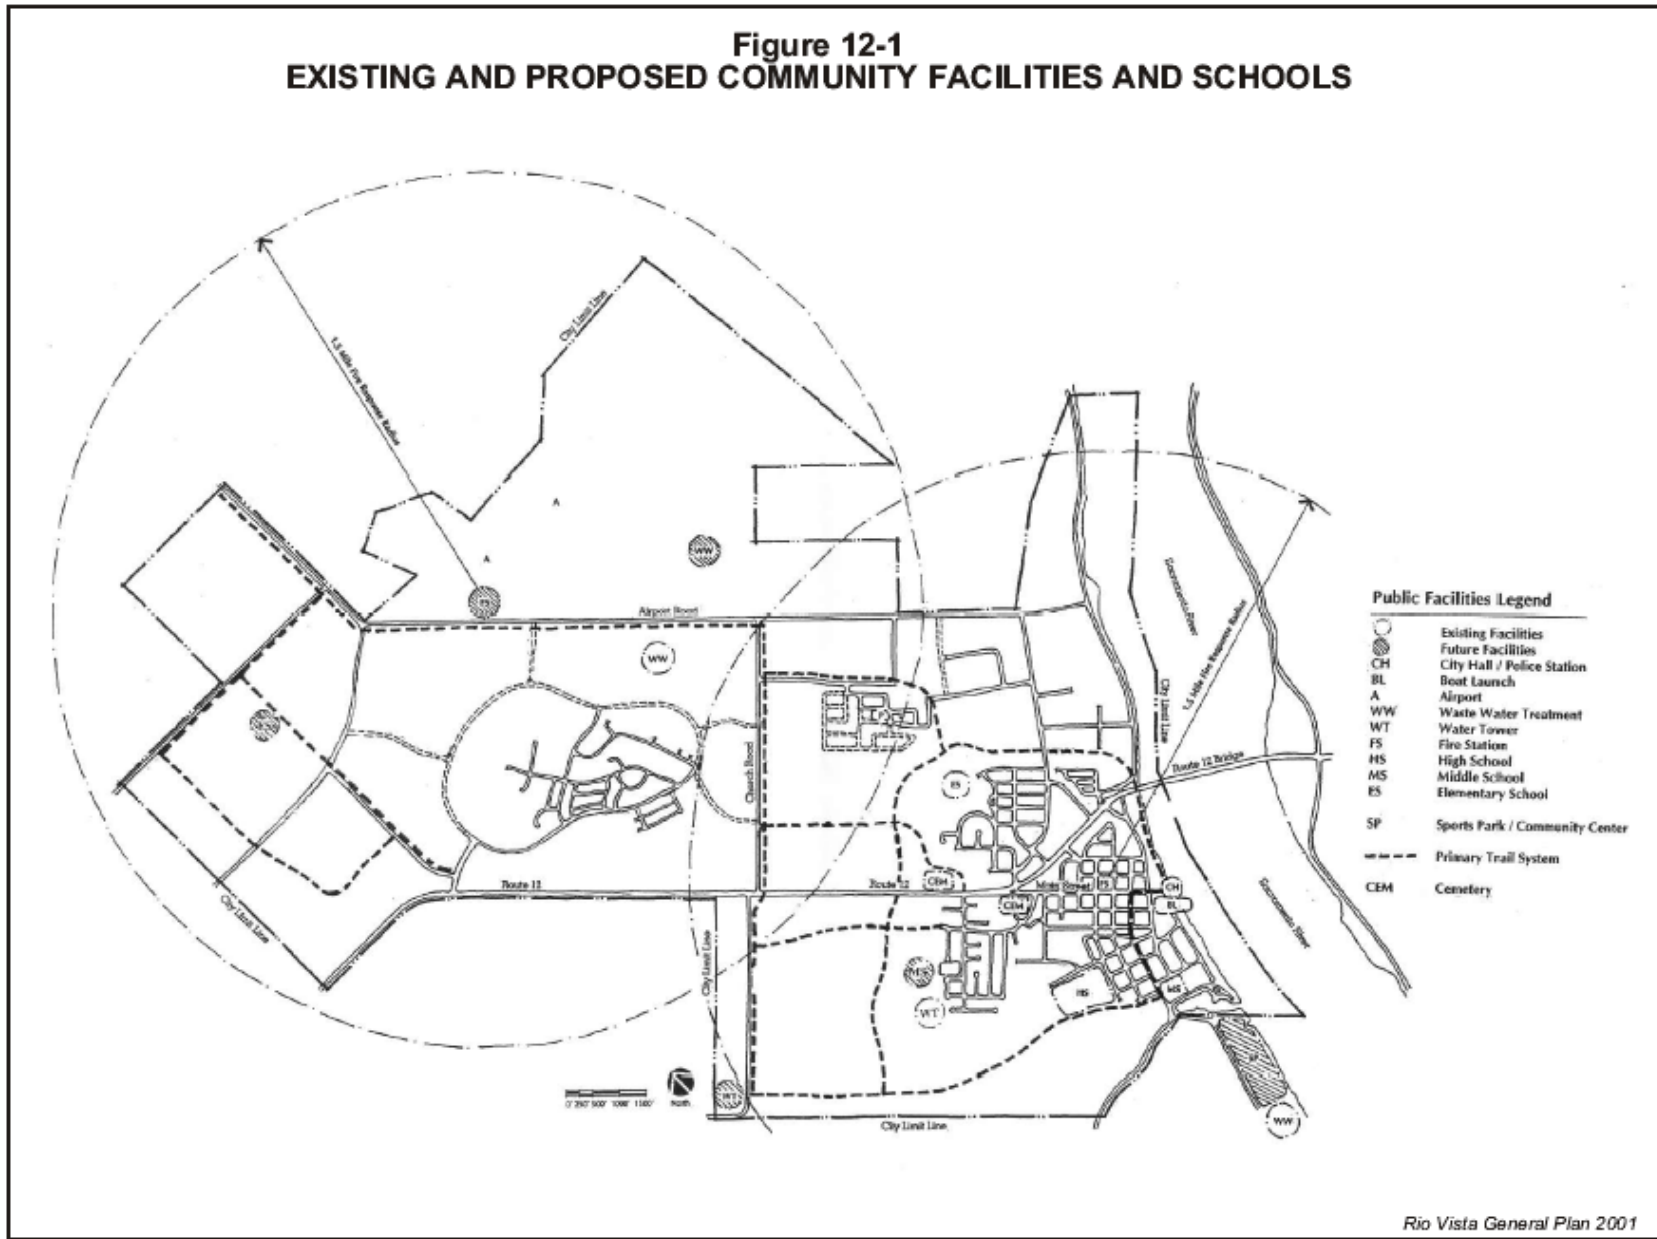 Figure 12-1
EXISTING AND PROPOSED COMMUNITY FACILITIES AND SCHOOLS
City Limit Line
1.5 Mile Fire Response Radius
A
A
WW
FS
Airport Road
WW
Sacramento River
1.5 Mile Fire Response Radius
City Limit Line
Route 12 Bridge
Church Road
ES
Route 12
Route 12
CEM
Main Street
FS
CH
BL
CEM
City Limit Line
City Limit Line
Sacramento River
MS
HS
MS
WT
SP
WT
WW
North
City Limit Line
Public Facilities Legend
Existing Facilities
Future Facilities
CH City Hall / Police Station
BL Boat Launch
A Airport
WW Waste Water Treatment
WT Water Tower
FS Fire Station
HS High School
MS Middle School
ES Elementary School
SP Sports Park / Community Center
Primary Trail System
CEM Cemetery
Rio Vista General Plan 2001